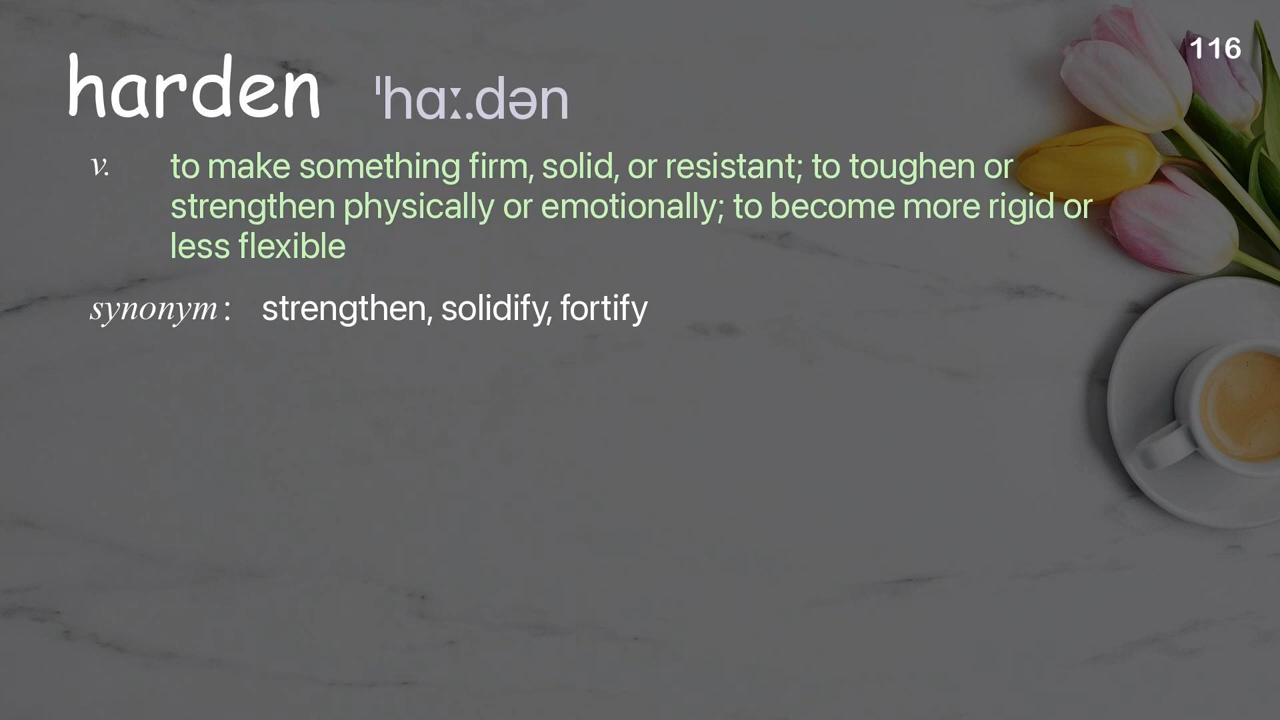 116
harden ˈhɑː.dən
v. to make something firm, solid, or resistant; to toughen or
strengthen physically or emotionally; to become more rigid or
less flexible
synonym: strengthen, solidify, fortify